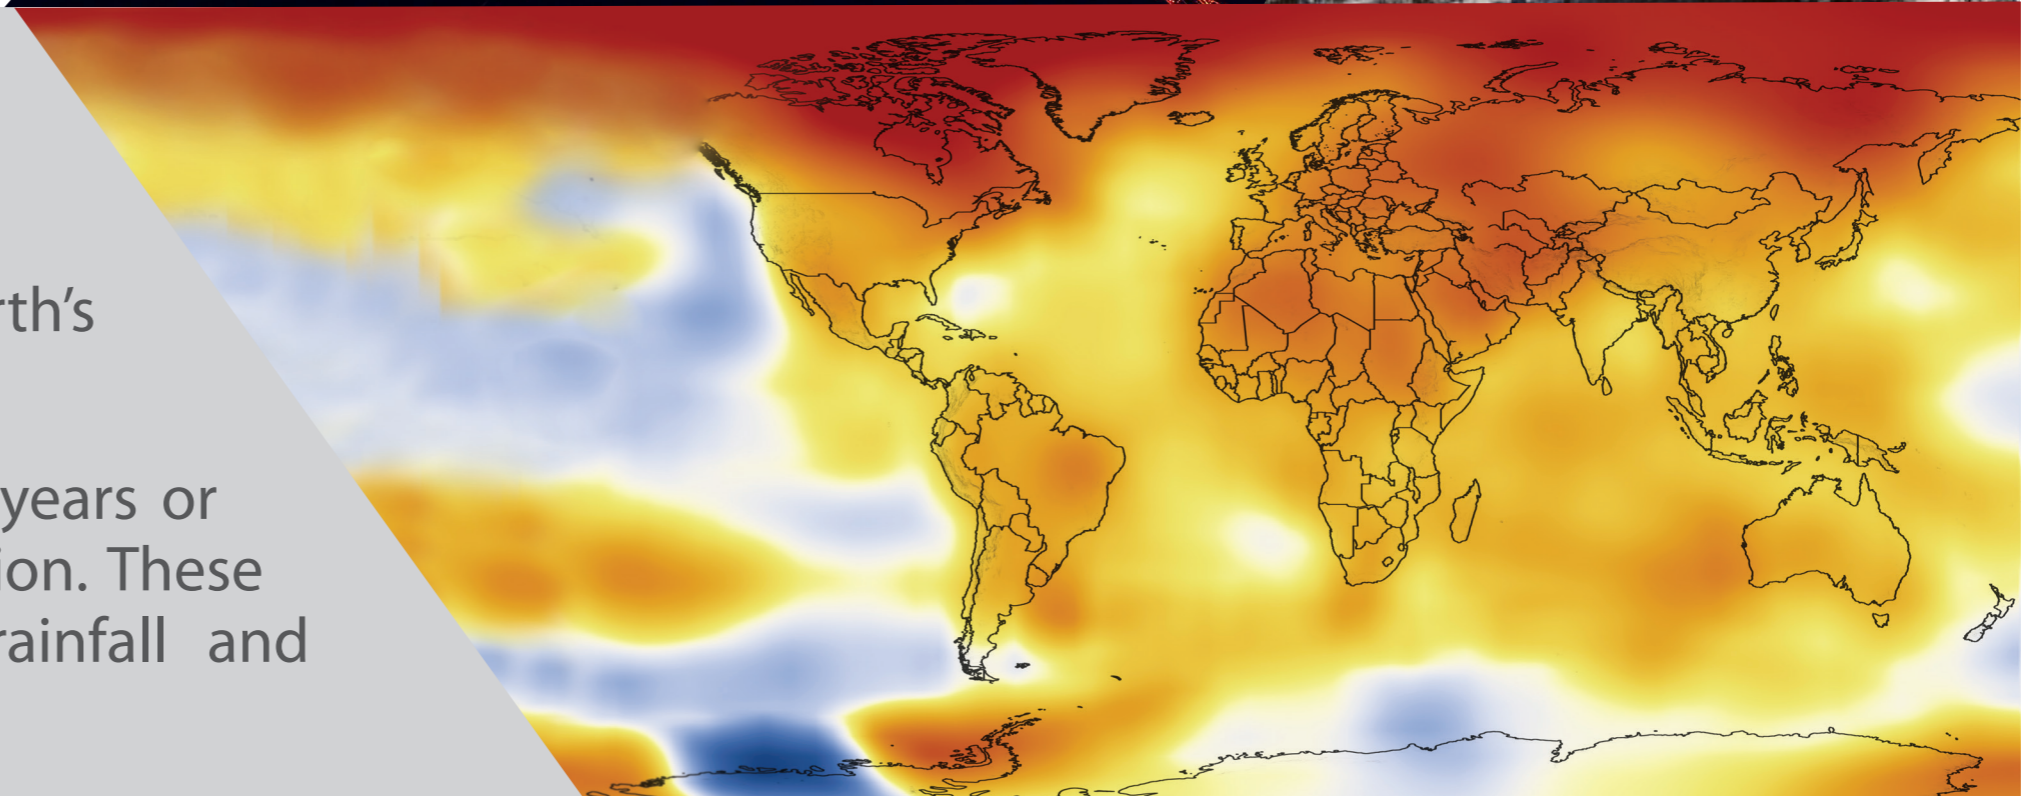 rth's
years or
ion. These
rainfall and